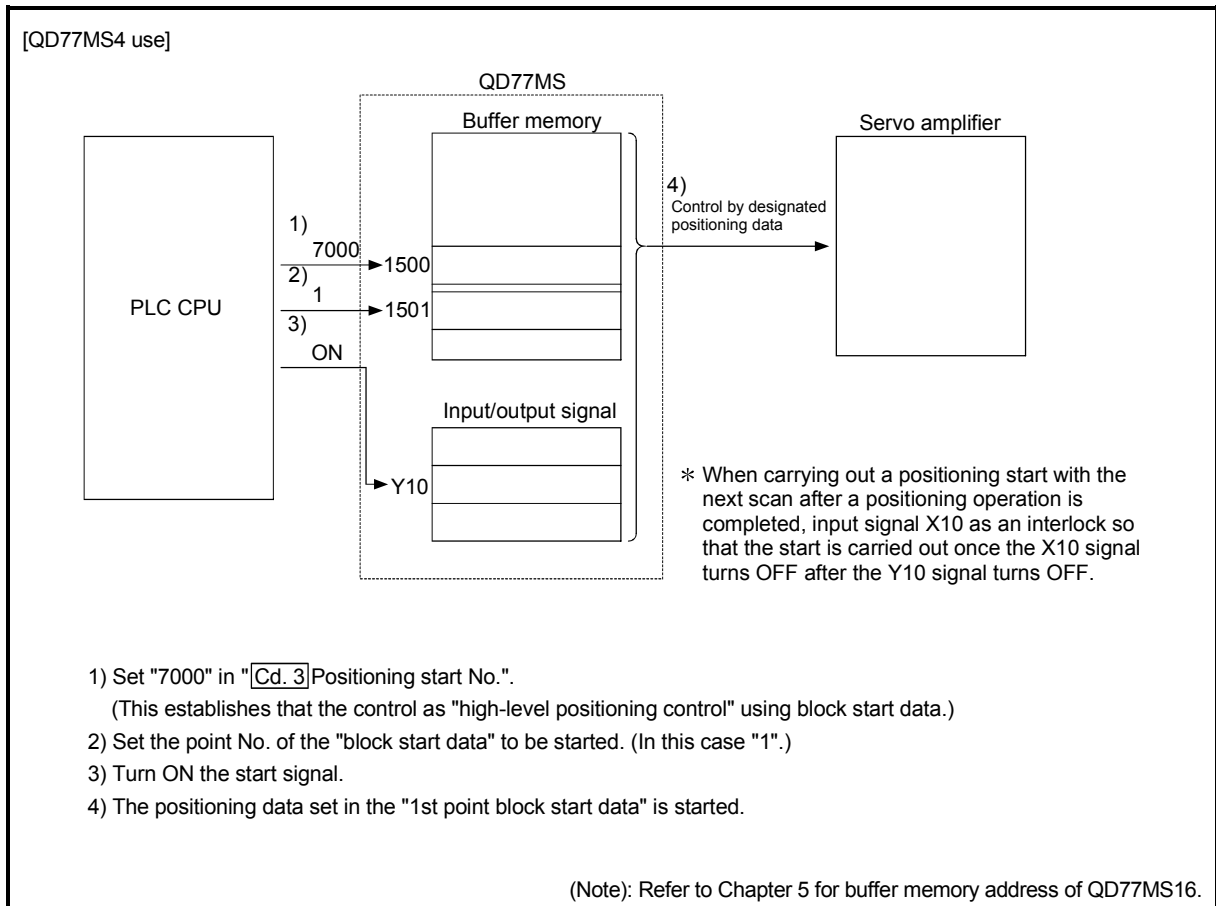 [QD77MS4 use]
QD77MS
Buffer memory
Servo amplifier
PLC CPU
1)
7000
1500
2)
1
1501
3)
ON
4)
Control by designated
positioning data
Input/output signal
Y10
* When carrying out a positioning start with the
next scan after a positioning operation is
completed, input signal X10 as an interlock so
that the start is carried out once the X10 signal
turns OFF after the Y10 signal turns OFF.
1) Set "7000" in "Cd. 3 Positioning start No.".
(This establishes that the control as "high-level positioning control" using block start data.)
2) Set the point No. of the "block start data" to be started. (In this case "1".)
3) Turn ON the start signal.
4) The positioning data set in the "1st point block start data" is started.
(Note): Refer to Chapter 5 for buffer memory address of QD77MS16.